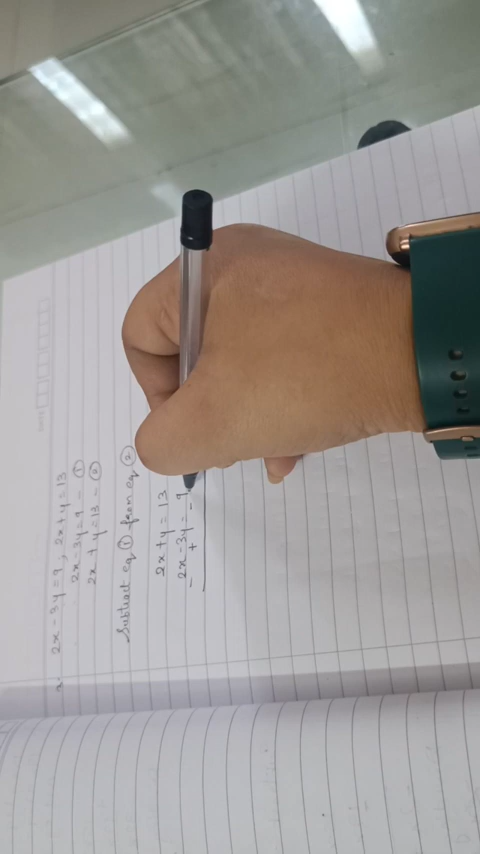 2x - 3y = 9 , 2x + y = 13
2x - 3y = 9 - ①
2x + y = 13 - ②
Subtract eq ① from eq ②
2x + y = 13
2x - 3y = 9
- + -